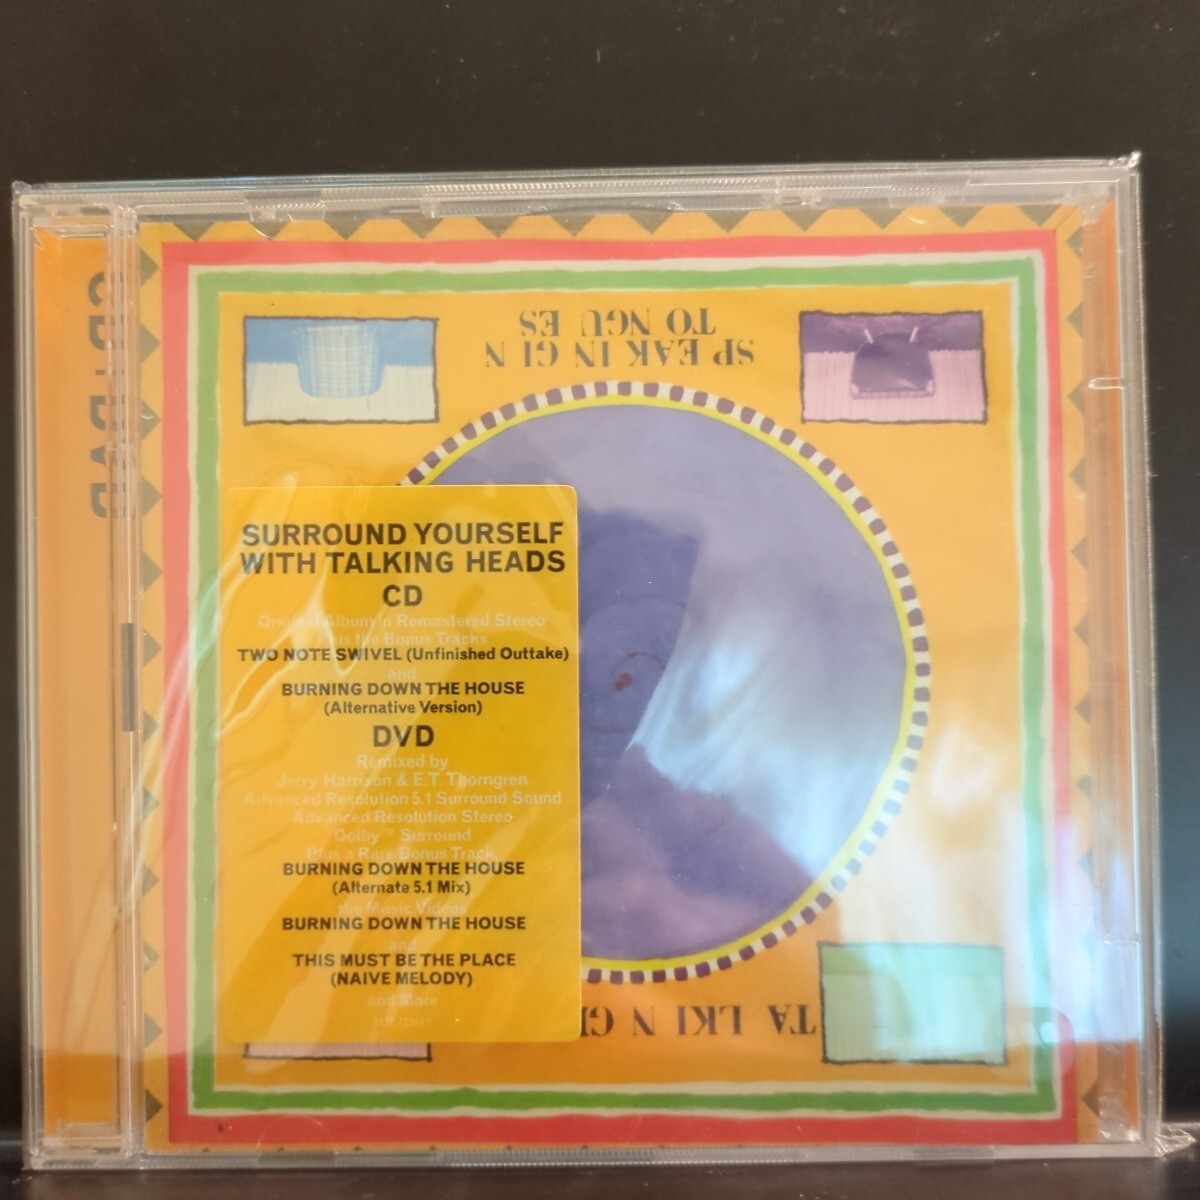 CD+DVD
SP EAK IN GI N
TO NGU ES
SURROUND YOURSELF
WITH TALKING HEADS
CD
Original Album in Remastered Stereo
Plus the Bonus Tracks
TWO NOTE SWIVEL (Unfinished Outtake)
and
BURNING DOWN THE HOUSE
(Alternative Version)
DVD
Remixed by
Jerry Harrison & E.T. Thorngren
Advanced Resolution 5.1 Surround Sound
Advanced Resolution Stereo
Dolby™ Surround
Plus a Rare Bonus Track
BURNING DOWN THE HOUSE
(Alternate 5.1 Mix)
the Music Videos
BURNING DOWN THE HOUSE
and
THIS MUST BE THE PLACE
(NAIVE MELODY)
and More
TA LKI N G